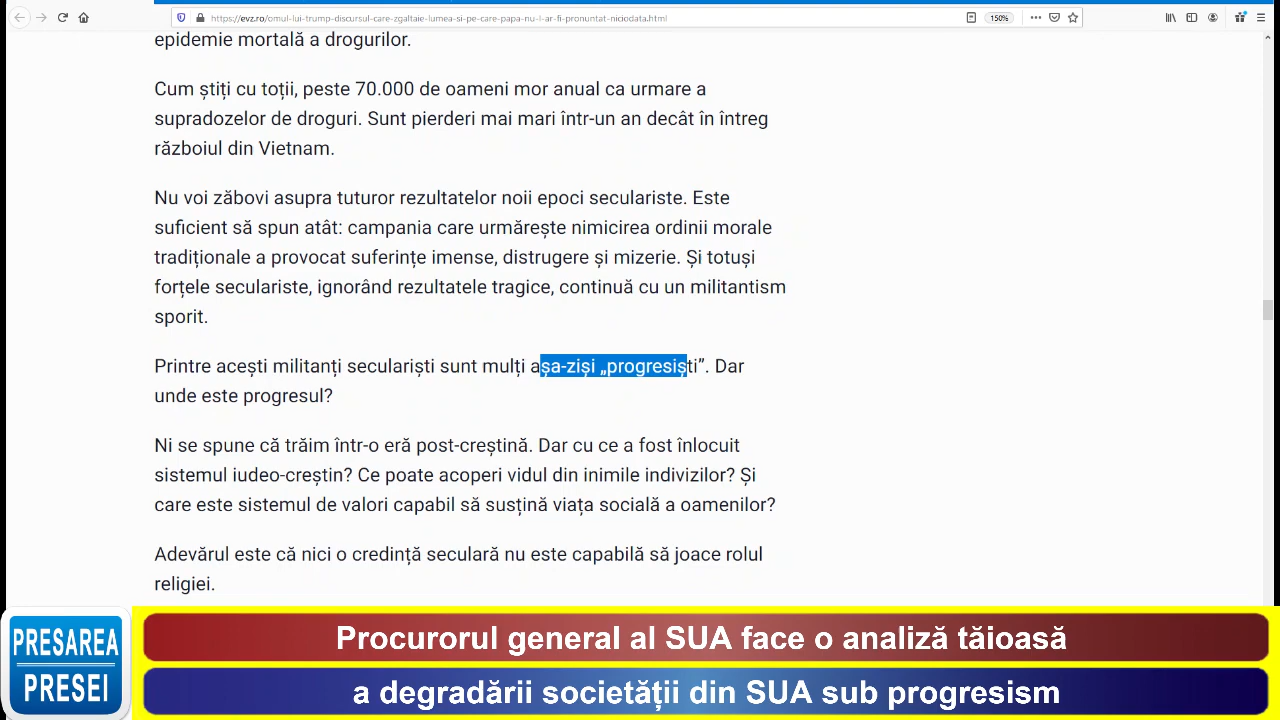 https://evz.ro/omul-lui-trump-discursul-care-zgaltaie-lumea-si-pe-care-papa-nu-l-ar-fi-pronuntat-niciodata.html
150%
epidemie mortală a drogurilor.
Cum știți cu toții, peste 70.000 de oameni mor anual ca urmare a
supradozelor de droguri. Sunt pierderi mai mari într-un an decât în întreg
războiul din Vietnam.
Nu voi zăbovi asupra tuturor rezultatelor noii epoci seculariste. Este
suficient să spun atât: campania care urmărește nimicirea ordinii morale
tradiționale a provocat suferințe imense, distrugere și mizerie. Și totuși
forțele seculariste, ignorând rezultatele tragice, continuă cu un militantism
sporit.
Printre acești militanți seculariști sunt mulți așa-ziși „progresiști”. Dar
unde este progresul?
Ni se spune că trăim într-o eră post-creștină. Dar cu ce a fost înlocuit
sistemul iudeo-creștin? Ce poate acoperi vidul din inimile indivizilor? Și
care este sistemul de valori capabil să susțină viața socială a oamenilor?
Adevărul este că nici o credință seculară nu este capabilă să joace rolul
religiei.
PRESAREA
PRESEI
Procurorul general al SUA face o analiză tăioasă
a degradării societății din SUA sub progresism